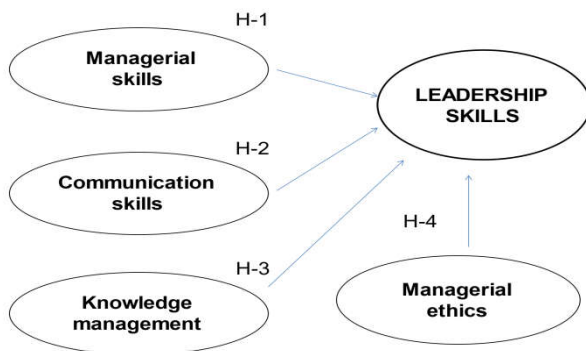 H-1
Managerial
skills
LEADERSHIP
SKILLS
H-2
Communication
skills
H-3
Knowledge
management
H-4
Managerial
ethics